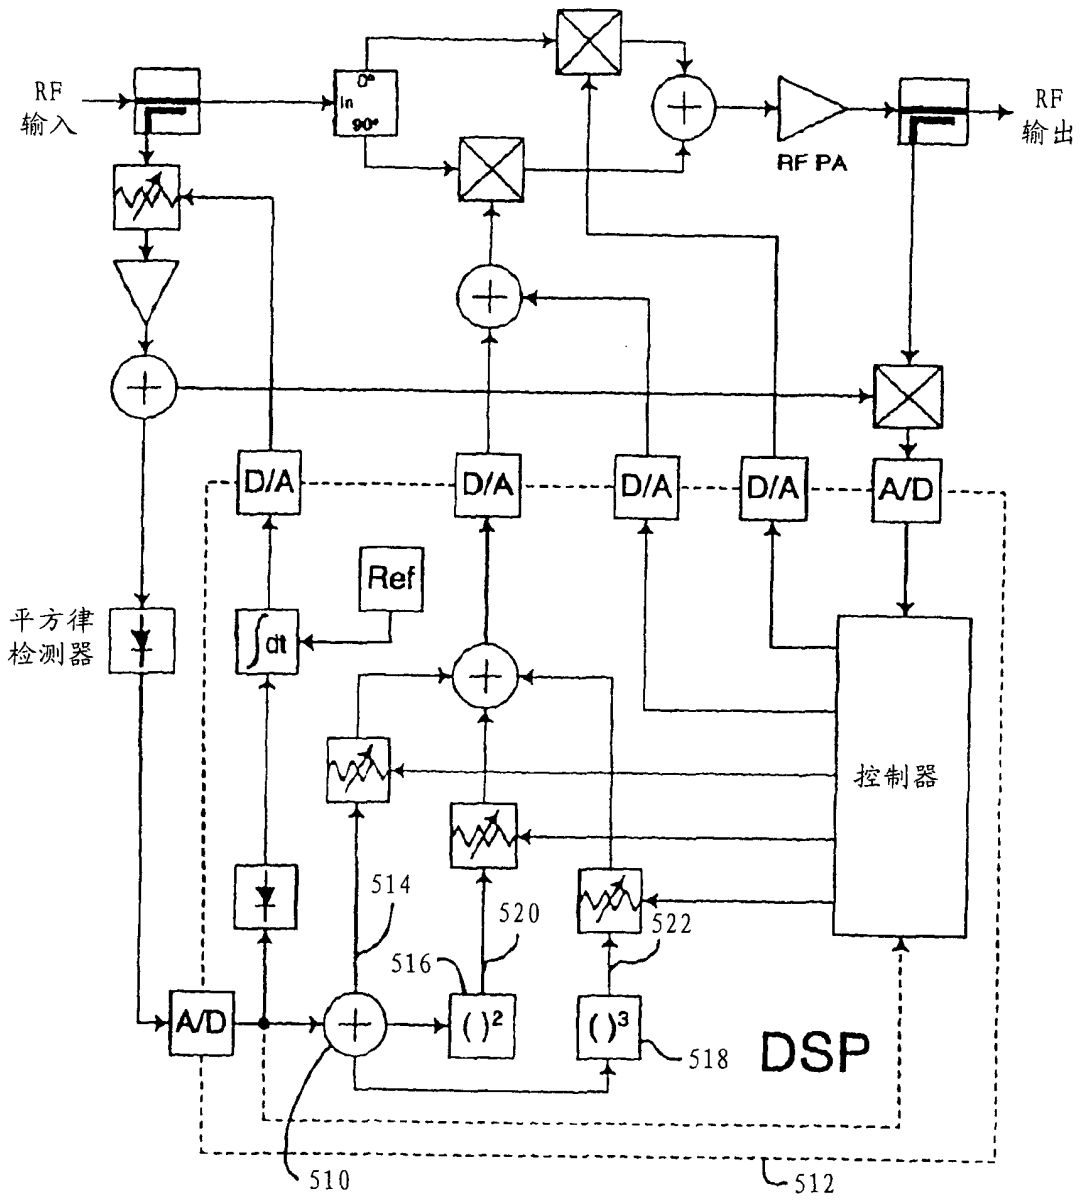 RF
输入
0°
In
90°
RF PA
RF
输出
D/A
D/A
D/A
D/A
A/D
Ref
平方律
检测器
∫dt
控制器
514
520
522
516
A/D
( )²
( )³
518
DSP
510
512